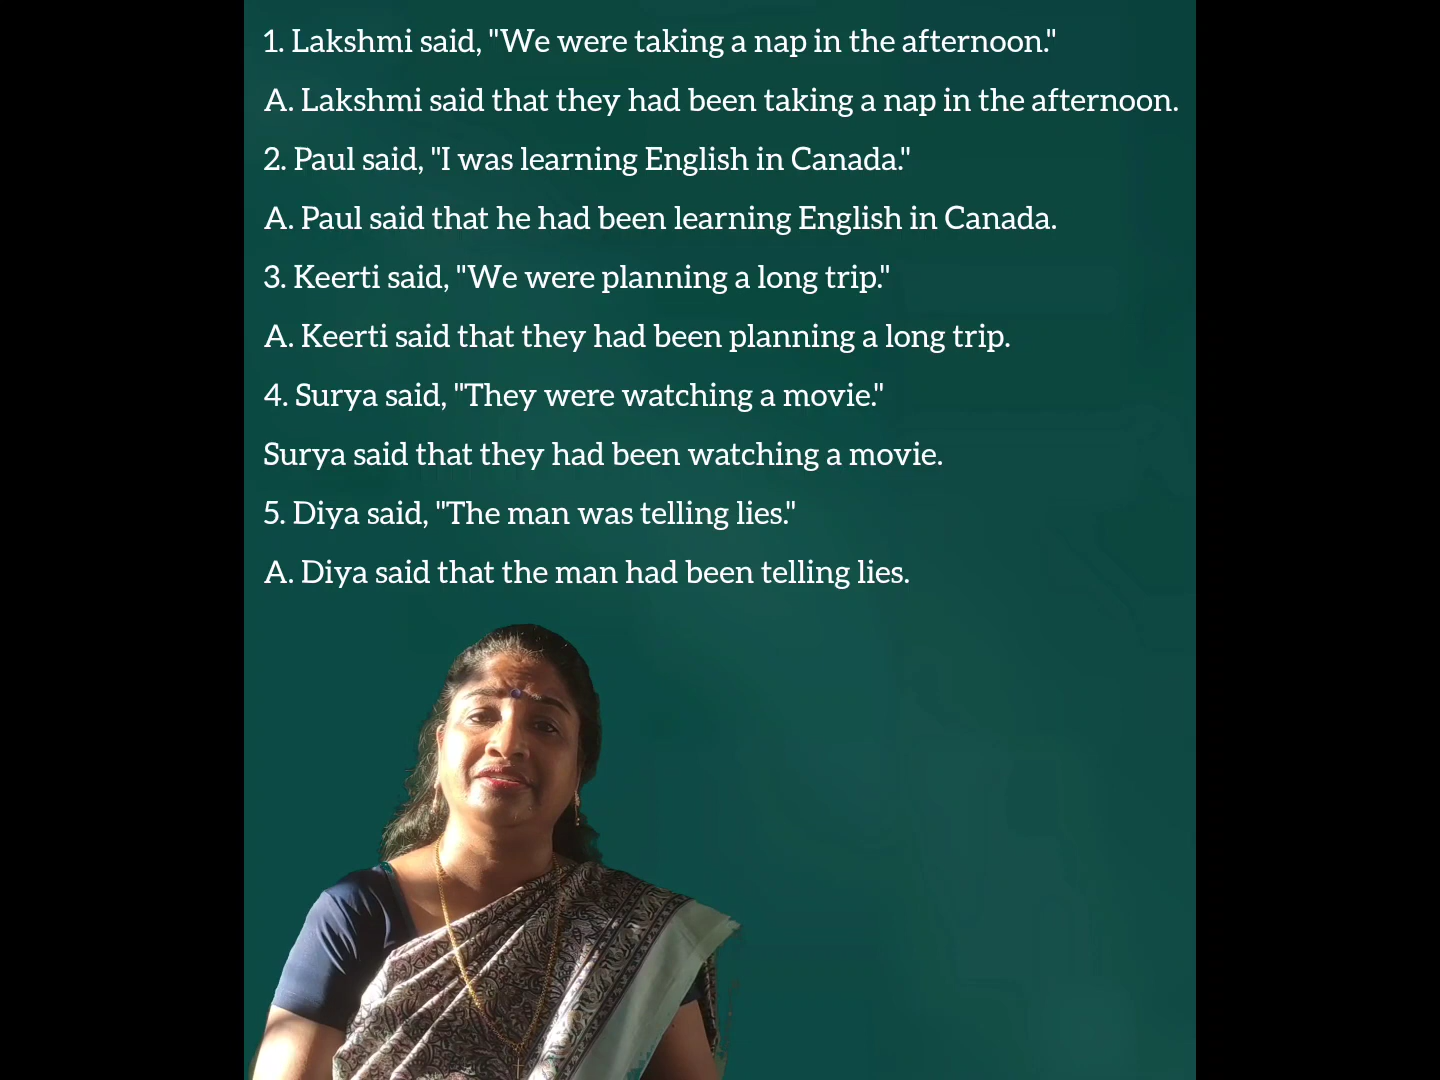 1. Lakshmi said, "We were taking a nap in the afternoon."
A. Lakshmi said that they had been taking a nap in the afternoon.
2. Paul said, "I was learning English in Canada."
A. Paul said that he had been learning English in Canada.
3. Keerti said, "We were planning a long trip."
A. Keerti said that they had been planning a long trip.
4. Surya said, "They were watching a movie."
Surya said that they had been watching a movie.
5. Diya said, "The man was telling lies."
A. Diya said that the man had been telling lies.